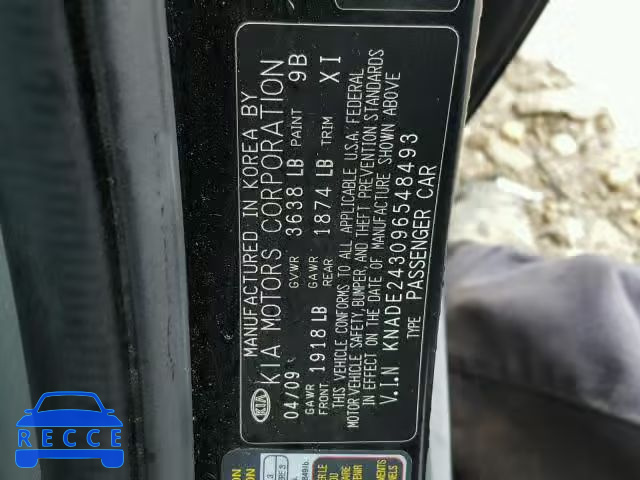 MANUFACTURED IN KOREA BY
KIA KIA MOTORS CORPORATION
04/09 GVWR 3638 LB PAINT 9B
GAWR 1918 LB GAWR REAR 1874 LB TRIM XI
THIS VEHICLE CONFORMS TO ALL APPLICABLE U.S.A. FEDERAL
MOTOR VEHICLE SAFETY, BUMPER, AND THEFT PREVENTION STANDARDS
IN EFFECT ON THE DATE OF MANUFACTURE SHOWN ABOVE
V.I.N KNADE243096548493
TYPE PASSENGER CAR
RECCE